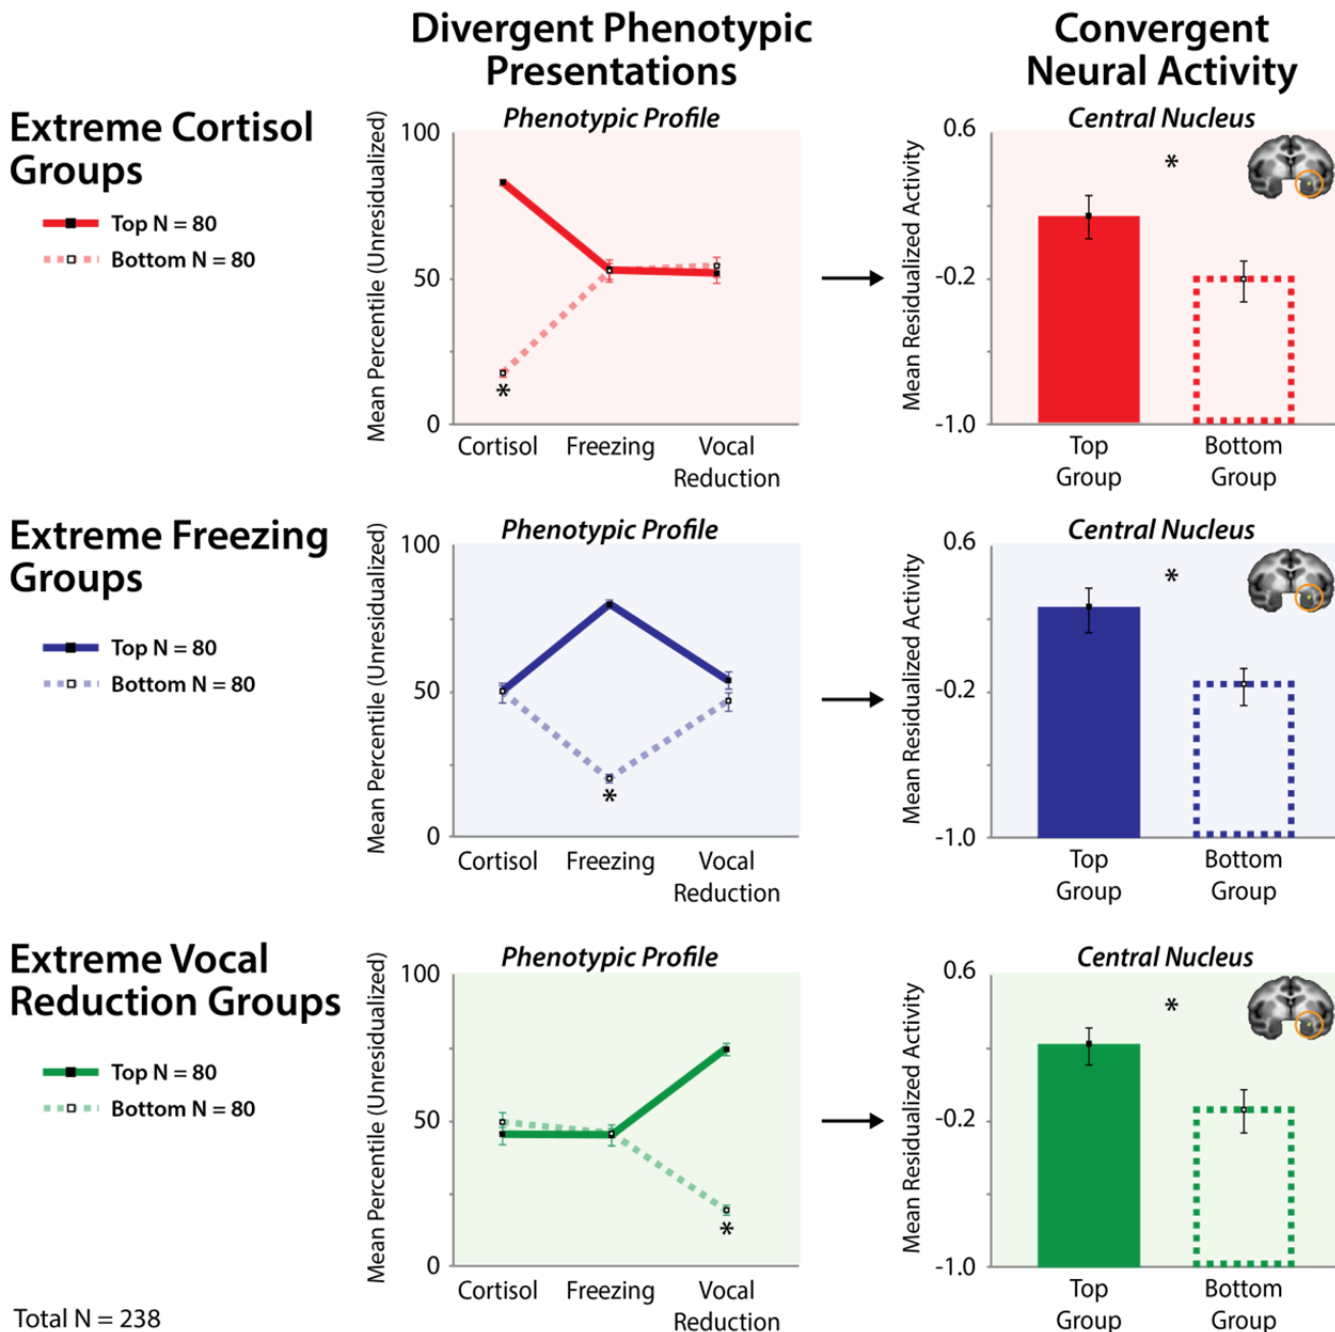 Divergent Phenotypic
Presentations
Convergent
Neural Activity
Extreme Cortisol
Groups
Top N = 80
Bottom N = 80
Phenotypic Profile
Mean Percentile (Unresidualized)
100
50
0
Cortisol
Freezing
Vocal
Reduction
*
Central Nucleus
Mean Residualized Activity
0.6
-0.2
-1.0
*
Top
Group
Bottom
Group
Extreme Freezing
Groups
Top N = 80
Bottom N = 80
Phenotypic Profile
Mean Percentile (Unresidualized)
100
50
0
Cortisol
Freezing
Vocal
Reduction
*
Central Nucleus
Mean Residualized Activity
0.6
-0.2
-1.0
*
Top
Group
Bottom
Group
Extreme Vocal
Reduction Groups
Top N = 80
Bottom N = 80
Phenotypic Profile
Mean Percentile (Unresidualized)
100
50
0
Cortisol
Freezing
Vocal
Reduction
*
Central Nucleus
Mean Residualized Activity
0.6
-0.2
-1.0
*
Top
Group
Bottom
Group
Total N = 238